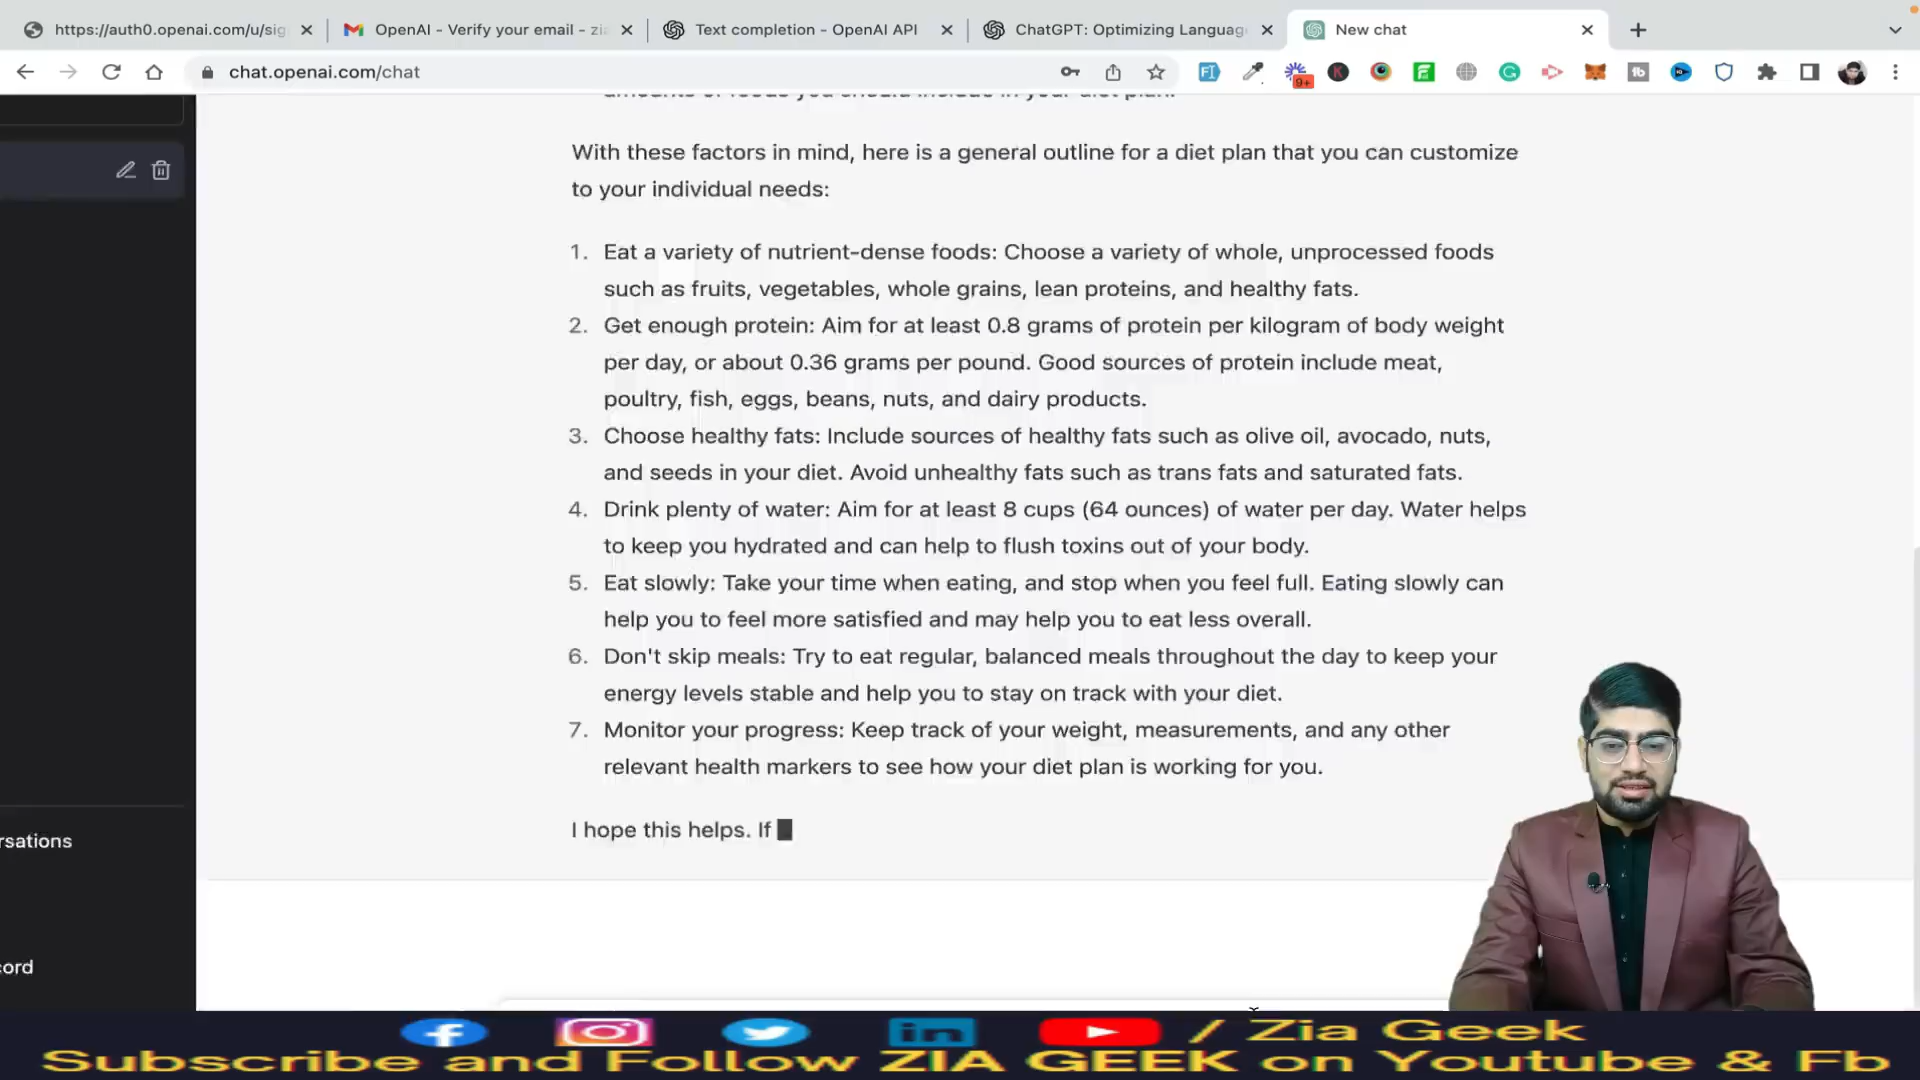 https://auth0.openai.com/u/sig
OpenAI - Verify your email - zia
Text completion - OpenAI API
ChatGPT: Optimizing Languag
New chat
chat.openai.com/chat
9+
amounts of foods you should include in your diet plan.
With these factors in mind, here is a general outline for a diet plan that you can customize
to your individual needs:
1. Eat a variety of nutrient-dense foods: Choose a variety of whole, unprocessed foods
such as fruits, vegetables, whole grains, lean proteins, and healthy fats.
2. Get enough protein: Aim for at least 0.8 grams of protein per kilogram of body weight
per day, or about 0.36 grams per pound. Good sources of protein include meat,
poultry, fish, eggs, beans, nuts, and dairy products.
3. Choose healthy fats: Include sources of healthy fats such as olive oil, avocado, nuts,
and seeds in your diet. Avoid unhealthy fats such as trans fats and saturated fats.
4. Drink plenty of water: Aim for at least 8 cups (64 ounces) of water per day. Water helps
to keep you hydrated and can help to flush toxins out of your body.
5. Eat slowly: Take your time when eating, and stop when you feel full. Eating slowly can
help you to feel more satisfied and may help you to eat less overall.
6. Don't skip meals: Try to eat regular, balanced meals throughout the day to keep your
energy levels stable and help you to stay on track with your diet.
7. Monitor your progress: Keep track of your weight, measurements, and any other
relevant health markers to see how your diet plan is working for you.
I hope this helps. If
rsations
cord
/ Zia Geek
Subscribe and Follow ZIA GEEK on Youtube & Fb